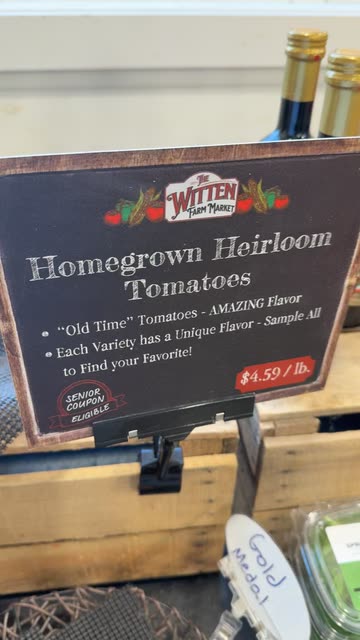 The
Witten
Farm Market
Homegrown Heirloom
Tomatoes
• "Old Time" Tomatoes - AMAZING Flavor
• Each Variety has a Unique Flavor - Sample All
to Find your Favorite!
$4.59 / lb.
SENIOR
COUPON
ELIGIBLE
Gold
Medal